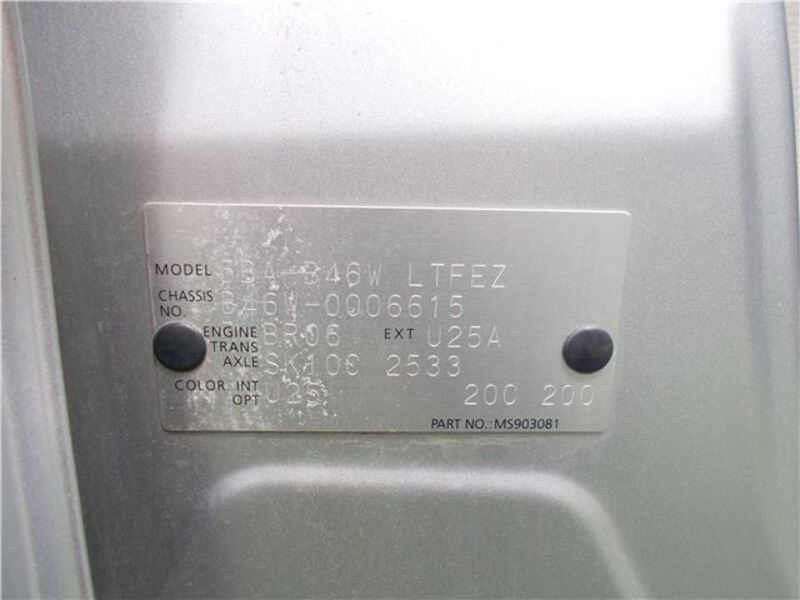 MODEL 5BA-B46W LTFEZ
CHASSIS NO. B46W-0006615
ENGINE BR06 EXT U25A
TRANS AXLE SK10C 2533
COLOR, INT OPT U25 20C 200
PART NO.:MS903081